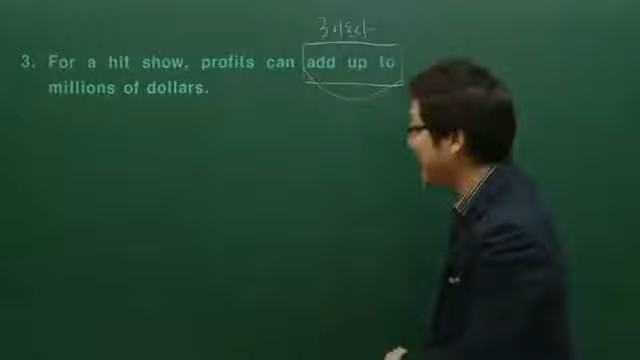 3. For a hit show, profits can add up to
millions of dollars.